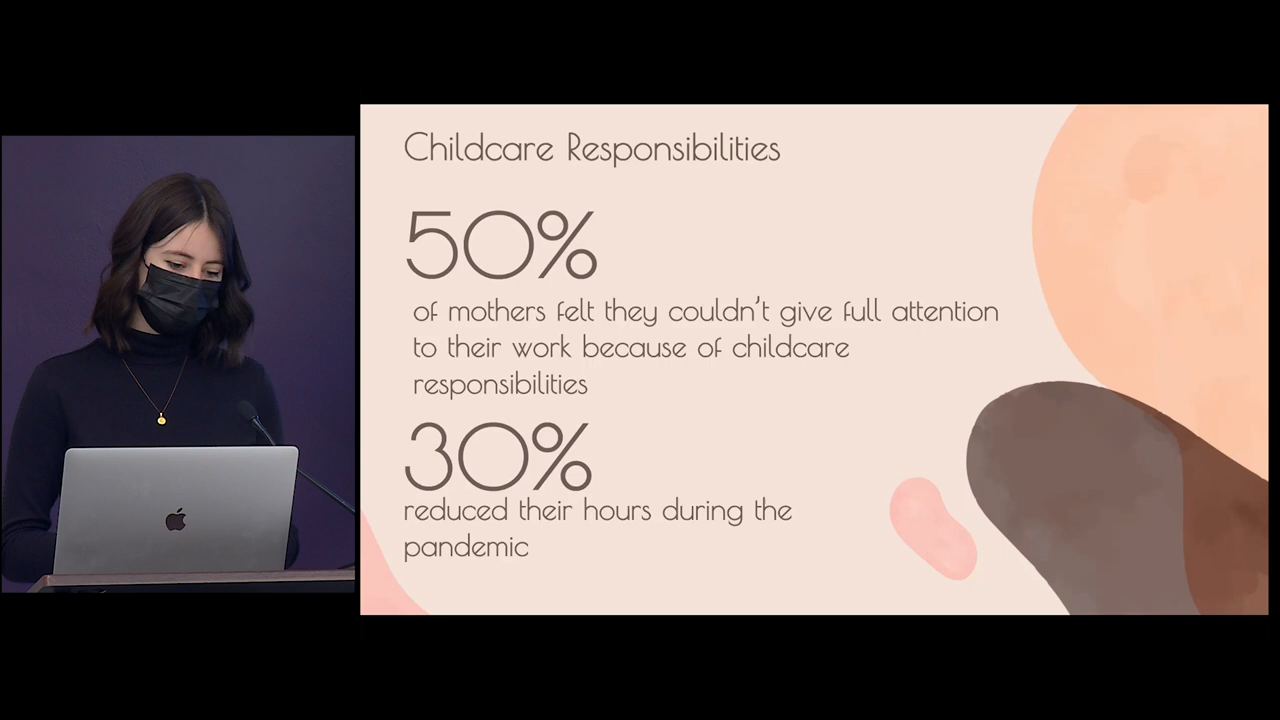 Childcare Responsibilities
50%
of mothers felt they couldn't give full attention
to their work because of childcare
responsibilities
30%
reduced their hours during the
pandemic